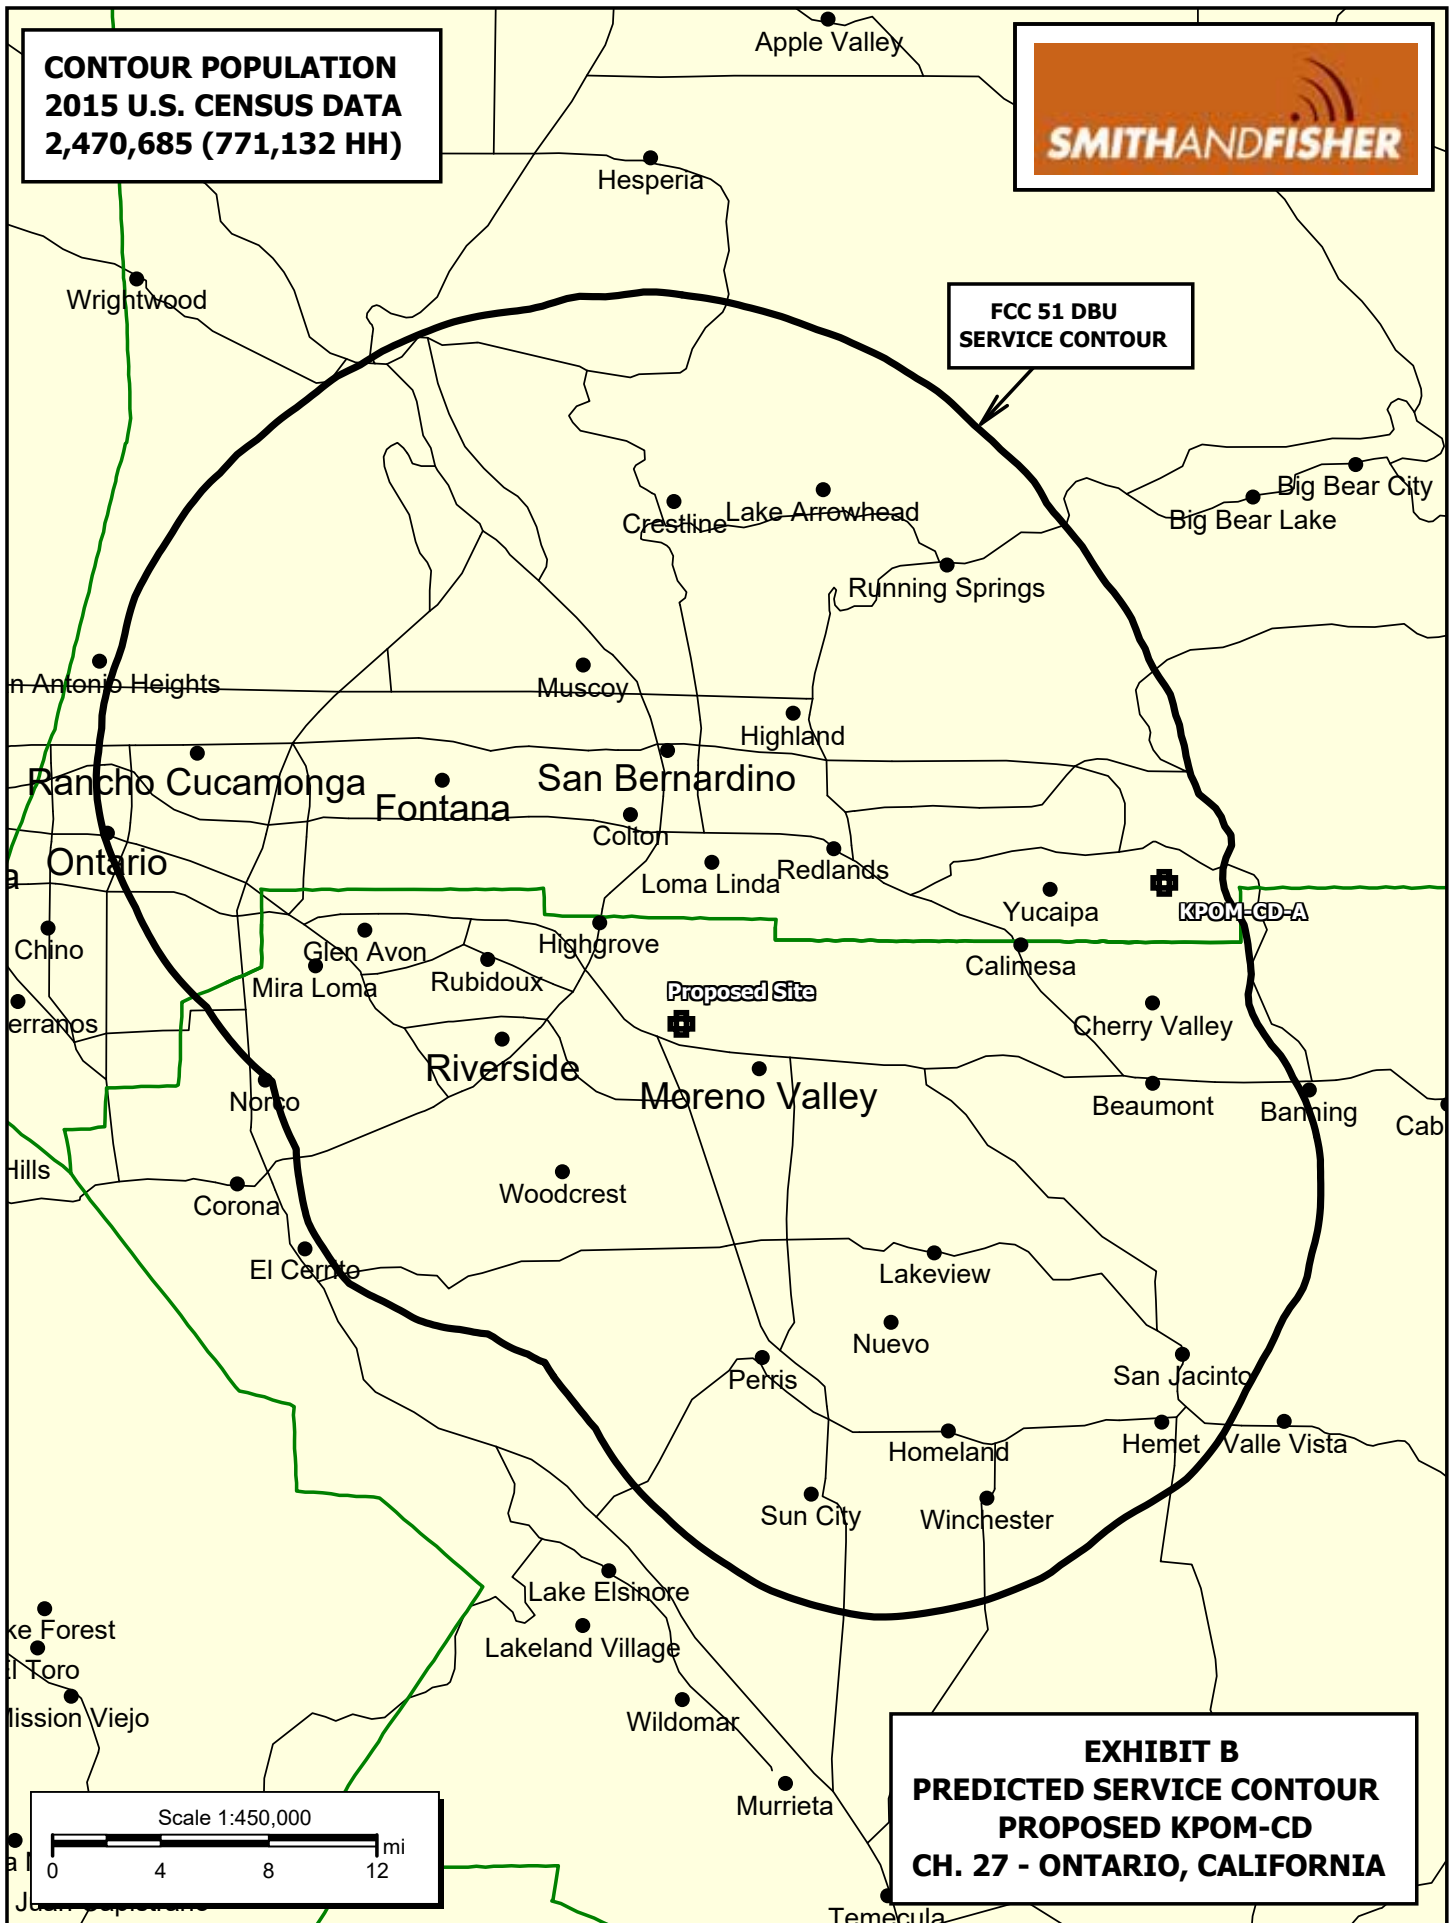 CONTOUR POPULATION
2015 U.S. CENSUS DATA
2,470,685 (771,132 HH)
Apple Valley
SMITHANDFISHER
Hesperia
Wrightwood
FCC 51 DBU
SERVICE CONTOUR
Big Bear City
Big Bear Lake
Crestline
Lake Arrowhead
Running Springs
n Antonio Heights
Muscoy
Highland
Rancho Cucamonga
San Bernardino
Fontana
Colton
Ontario
a
Redlands
Loma Linda
Yucaipa
KPOM-CD-A
Chino
Glen Avon
Highgrove
Calimesa
Rubidoux
Mira Loma
Proposed Site
erranos
Cherry Valley
Riverside
Moreno Valley
Norco
Beaumont
Banning
Cab
Hills
Corona
Woodcrest
El Cerrito
Lakeview
Nuevo
Perris
San Jacinto
Homeland
Hemet
Valle Vista
Sun City
Winchester
Lake Elsinore
ke Forest
Lakeland Village
El Toro
Mission Viejo
Wildomar
Murrieta
EXHIBIT B
PREDICTED SERVICE CONTOUR
PROPOSED KPOM-CD
CH. 27 - ONTARIO, CALIFORNIA
Scale 1:450,000
mi
0 4 8 12
Temecula